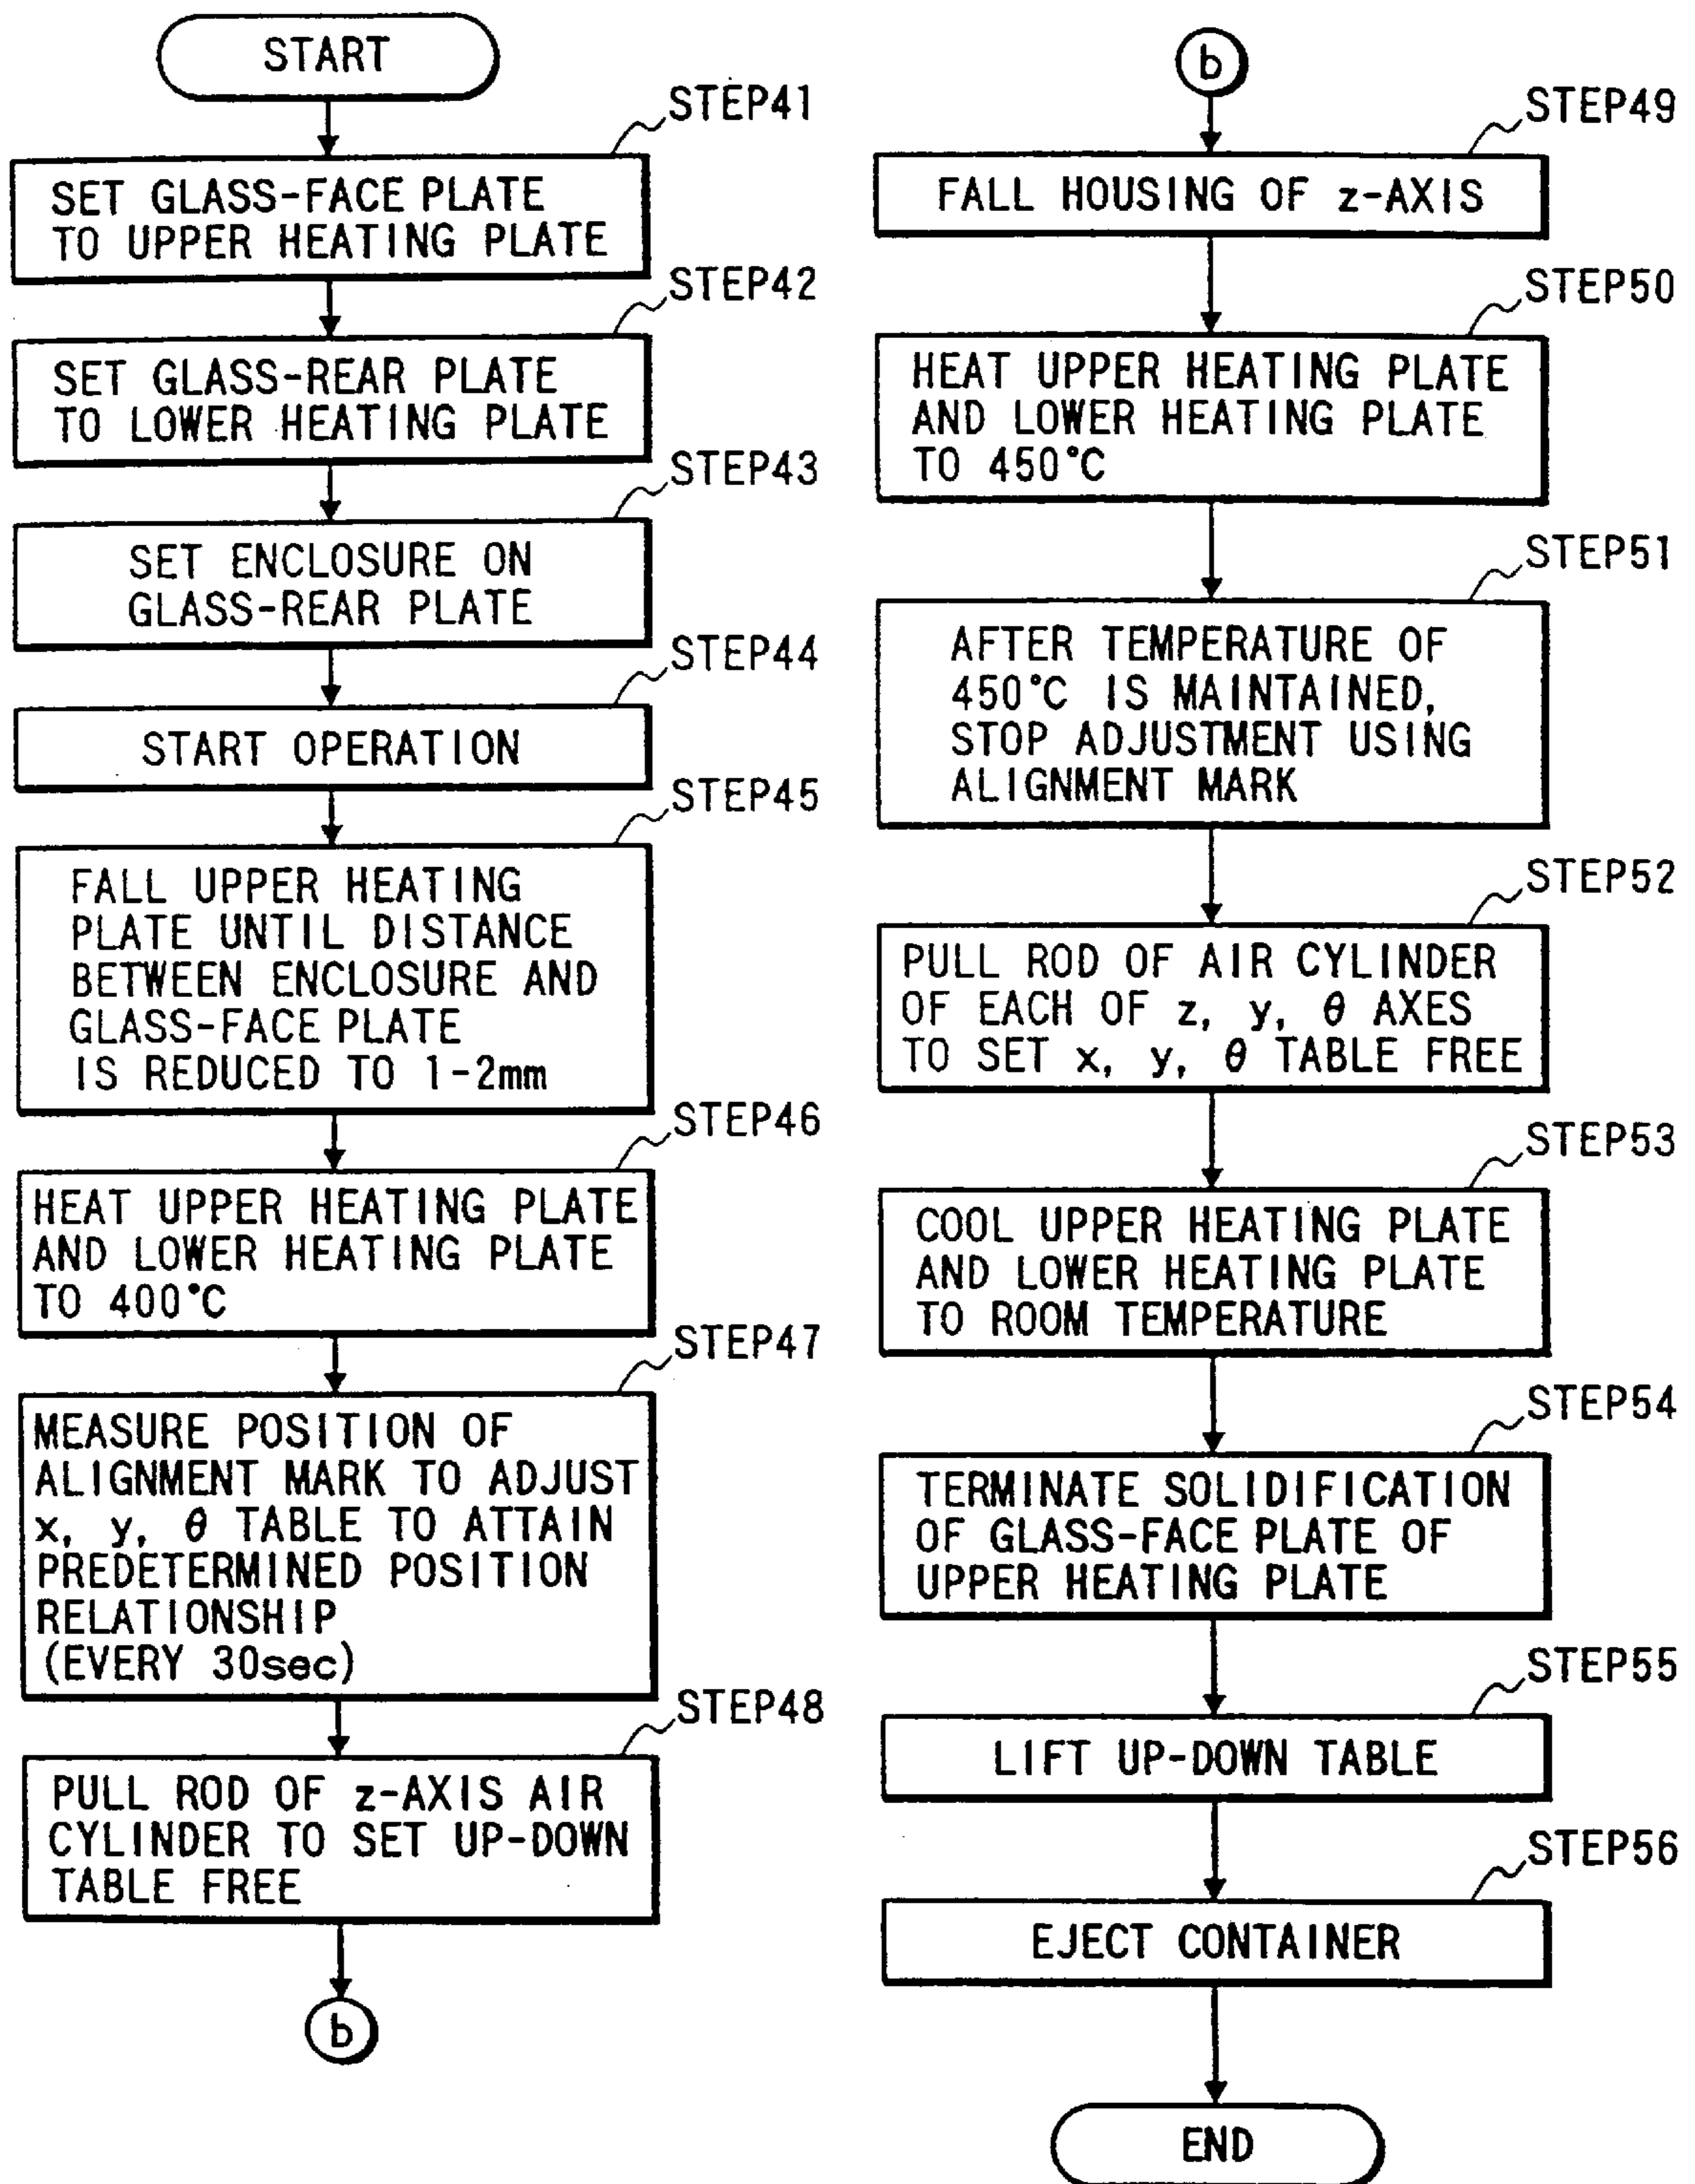 START
STEP41
SET GLASS-FACE PLATE
TO UPPER HEATING PLATE
STEP42
SET GLASS-REAR PLATE
TO LOWER HEATING PLATE
STEP43
SET ENCLOSURE ON
GLASS-REAR PLATE
STEP44
START OPERATION
STEP45
FALL UPPER HEATING
PLATE UNTIL DISTANCE
BETWEEN ENCLOSURE AND
GLASS-FACE PLATE
IS REDUCED TO 1-2mm
STEP46
HEAT UPPER HEATING PLATE
AND LOWER HEATING PLATE
TO 400°C
STEP47
MEASURE POSITION OF
ALIGNMENT MARK TO ADJUST
x, y, θ TABLE TO ATTAIN
PREDETERMINED POSITION
RELATIONSHIP
(EVERY 30sec)
STEP48
PULL ROD OF z-AXIS AIR
CYLINDER TO SET UP-DOWN
TABLE FREE
b
b
STEP49
FALL HOUSING OF z-AXIS
STEP50
HEAT UPPER HEATING PLATE
AND LOWER HEATING PLATE
TO 450°C
STEP51
AFTER TEMPERATURE OF
450°C IS MAINTAINED,
STOP ADJUSTMENT USING
ALIGNMENT MARK
STEP52
PULL ROD OF AIR CYLINDER
OF EACH OF z, y, θ AXES
TO SET x, y, θ TABLE FREE
STEP53
COOL UPPER HEATING PLATE
AND LOWER HEATING PLATE
TO ROOM TEMPERATURE
STEP54
TERMINATE SOLIDIFICATION
OF GLASS-FACE PLATE OF
UPPER HEATING PLATE
STEP55
LIFT UP-DOWN TABLE
STEP56
EJECT CONTAINER
END